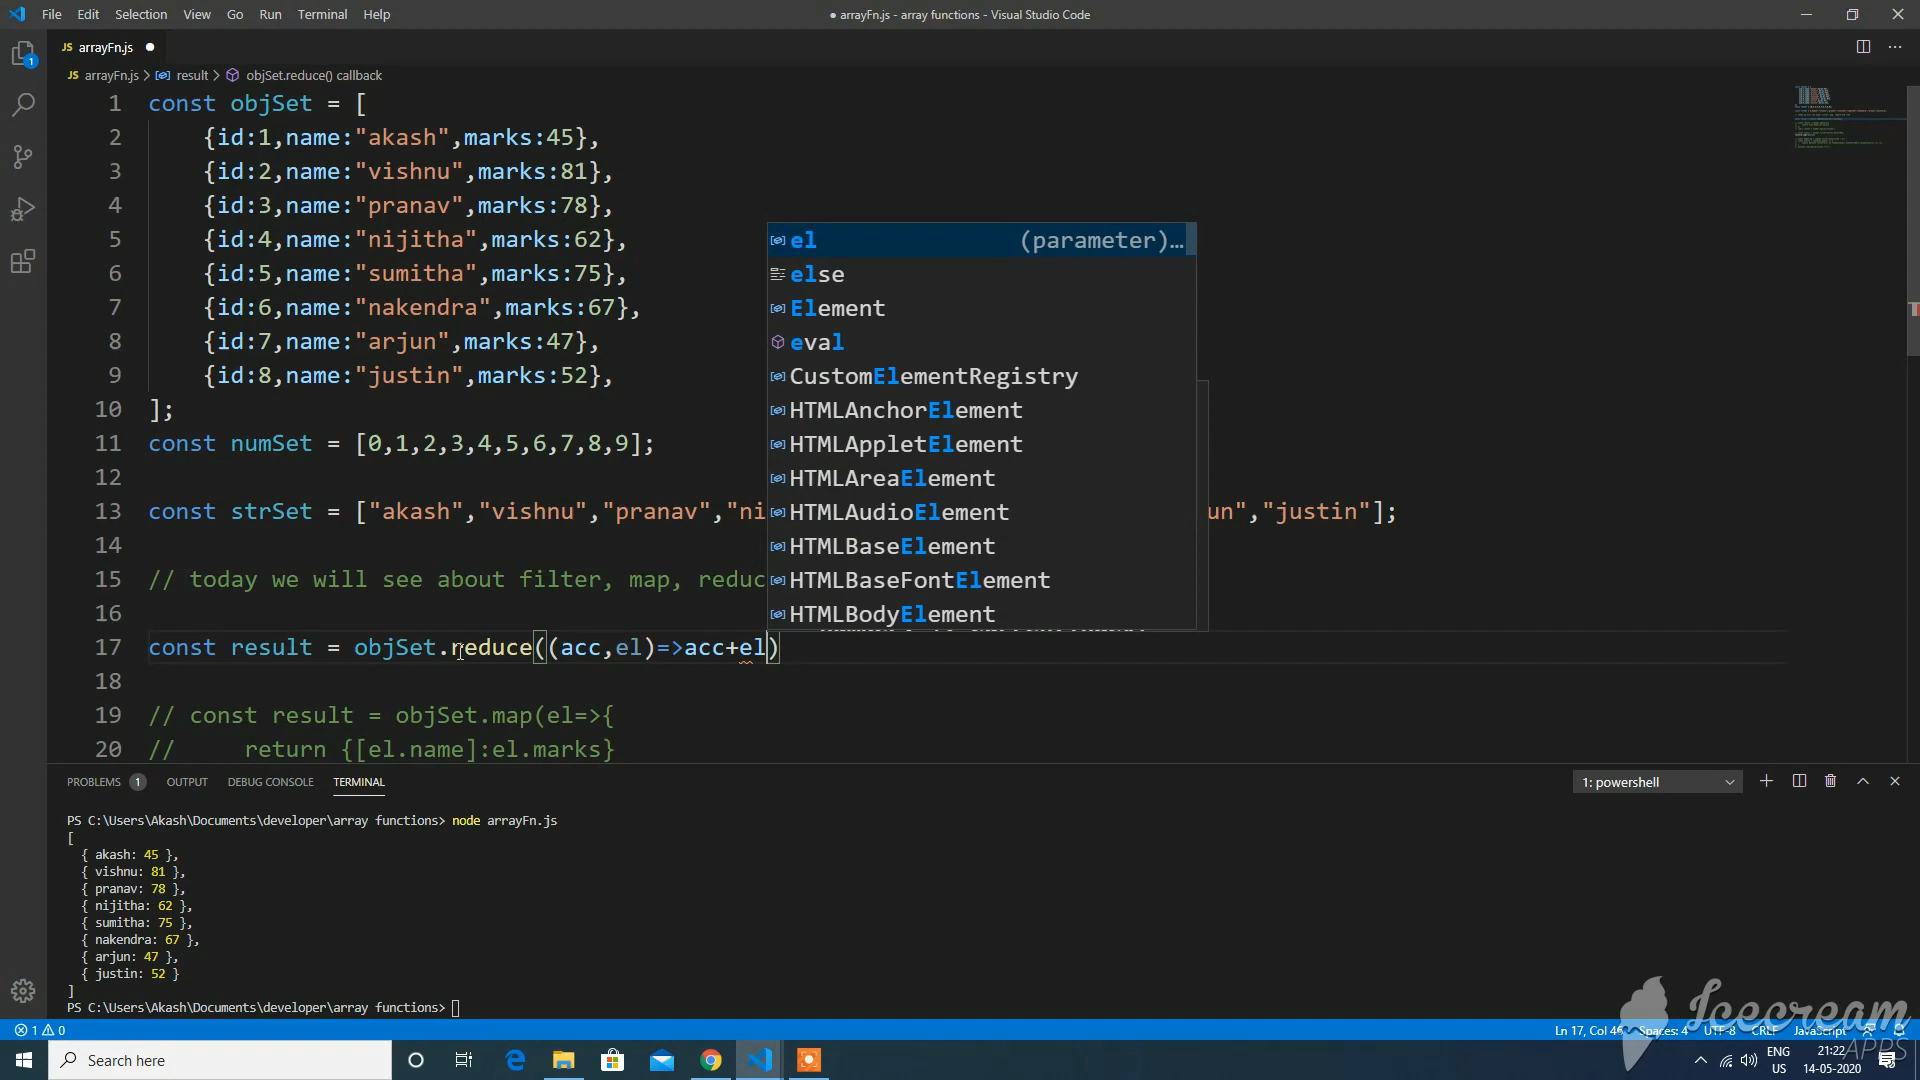 File Edit Selection View Go Run Terminal Help
● arrayFn.js - array functions - Visual Studio Code
JS arrayFn.js ●
JS arrayFn.js > result > objSet.reduce() callback
1 const objSet = [
2 {id:1,name:"akash",marks:45},
3 {id:2,name:"vishnu",marks:81},
4 {id:3,name:"pranav",marks:78},
5 {id:4,name:"nijitha",marks:62},
6 {id:5,name:"sumitha",marks:75},
7 {id:6,name:"nakendra",marks:67},
8 {id:7,name:"arjun",marks:47},
9 {id:8,name:"justin",marks:52},
10 ];
11 const numSet = [0,1,2,3,4,5,6,7,8,9];
12
13 const strSet = ["akash","vishnu","pranav","ni un","justin"];
14
15 // today we will see about filter, map, reduc
16
17 const result = objSet.reduce((acc,el)=>acc+el)
18
19 // const result = objSet.map(el=>{
20 // return {[el.name]:el.marks}
el (parameter)…
else
Element
eval
CustomElementRegistry
HTMLAnchorElement
HTMLAppletElement
HTMLAreaElement
HTMLAudioElement
HTMLBaseElement
HTMLBaseFontElement
HTMLBodyElement
PROBLEMS 1 OUTPUT DEBUG CONSOLE TERMINAL
1: powershell
PS C:\Users\Akash\Documents\developer\array functions> node arrayFn.js
[
{ akash: 45 },
{ vishnu: 81 },
{ pranav: 78 },
{ nijitha: 62 },
{ sumitha: 75 },
{ nakendra: 67 },
{ arjun: 47 },
{ justin: 52 }
]
PS C:\Users\Akash\Documents\developer\array functions>
1 0
Ln 17, Col 46 Spaces: 4 UTF-8 CRLF JavaScript
Icecream
APPS
Search here
ENG
US
21:22
14-05-2020